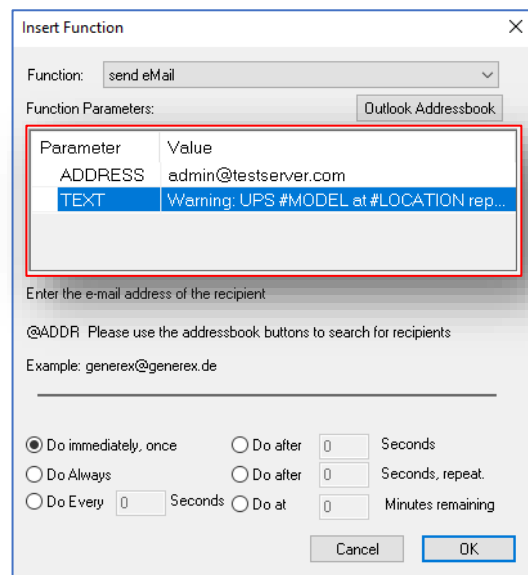 Insert Function
Function: send eMail
Function Parameters: Outlook Addressbook
Parameter Value
ADDRESS admin@testserver.com
TEXT Warning: UPS #MODEL at #LOCATION rep...
Enter the e-mail address of the recipient
@ADDR Please use the addressbook buttons to search for recipients
Example: generex@generex.de
Do immediately, once Do after 0 Seconds
Do Always Do after 0 Seconds, repeat.
Do Every 0 Seconds Do at 0 Minutes remaining
Cancel OK